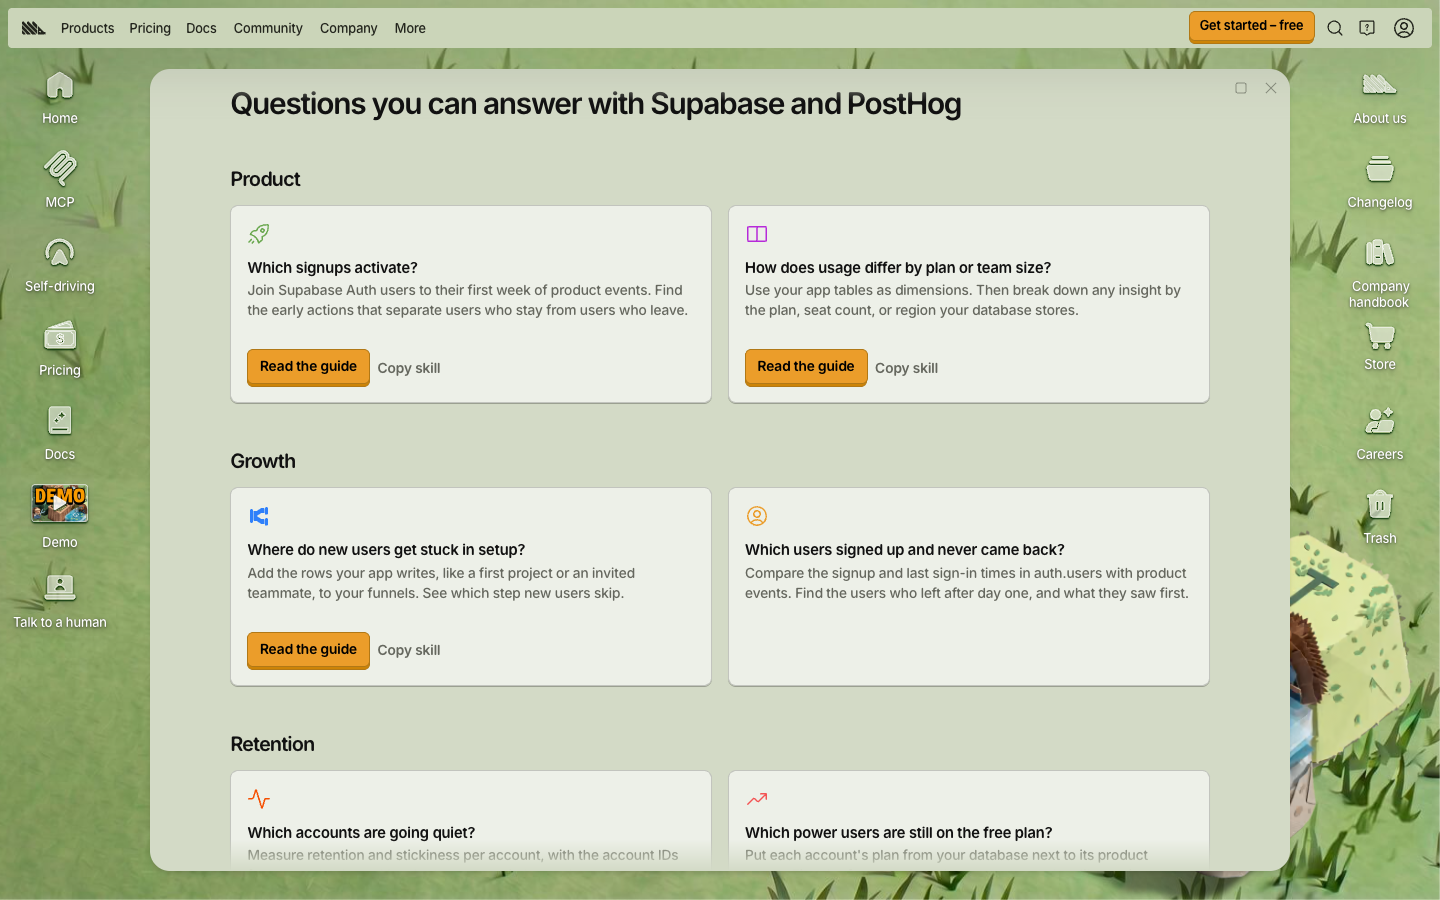 Products Pricing Docs Community Company More
Get started – free
Home
MCP
Self-driving
Pricing
Docs
DEMO
Demo
Talk to a human
Questions you can answer with Supabase and PostHog
Product
Which signups activate?
Join Supabase Auth users to their first week of product events. Find
the early actions that separate users who stay from users who leave.
Read the guide Copy skill
How does usage differ by plan or team size?
Use your app tables as dimensions. Then break down any insight by
the plan, seat count, or region your database stores.
Read the guide Copy skill
Growth
Where do new users get stuck in setup?
Add the rows your app writes, like a first project or an invited
teammate, to your funnels. See which step new users skip.
Read the guide Copy skill
Which users signed up and never came back?
Compare the signup and last sign-in times in auth.users with product
events. Find the users who left after day one, and what they saw first.
Retention
Which accounts are going quiet?
Measure retention and stickiness per account, with the account IDs
Which power users are still on the free plan?
Put each account's plan from your database next to its product
About us
Changelog
Company
handbook
Store
Careers
Trash